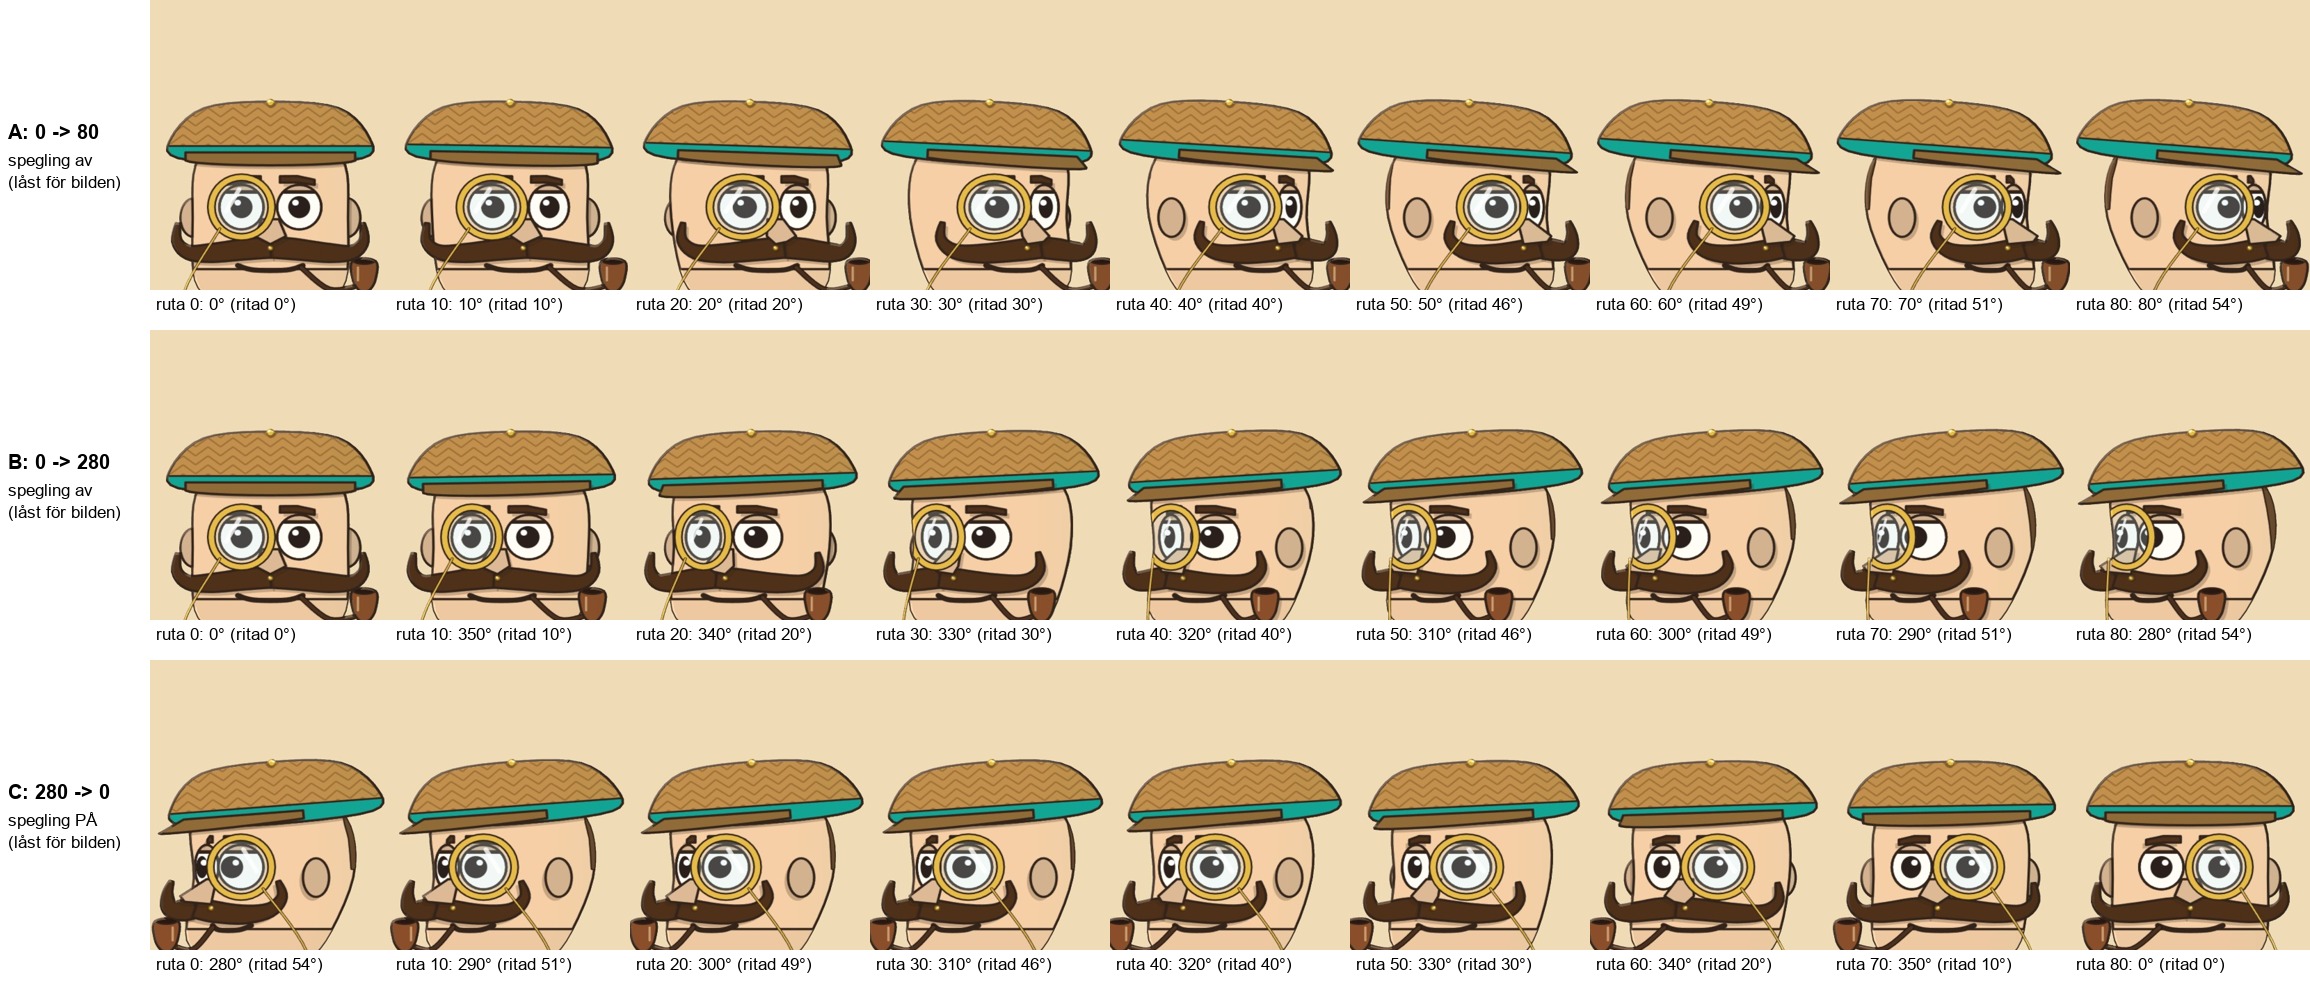 A: 0 -> 80
spegling av
(låst för bilden)
ruta 0: 0° (ritad 0°)
ruta 10: 10° (ritad 10°)
ruta 20: 20° (ritad 20°)
ruta 30: 30° (ritad 30°)
ruta 40: 40° (ritad 40°)
ruta 50: 50° (ritad 46°)
ruta 60: 60° (ritad 49°)
ruta 70: 70° (ritad 51°)
ruta 80: 80° (ritad 54°)
B: 0 -> 280
spegling av
(låst för bilden)
ruta 0: 0° (ritad 0°)
ruta 10: 350° (ritad 10°)
ruta 20: 340° (ritad 20°)
ruta 30: 330° (ritad 30°)
ruta 40: 320° (ritad 40°)
ruta 50: 310° (ritad 46°)
ruta 60: 300° (ritad 49°)
ruta 70: 290° (ritad 51°)
ruta 80: 280° (ritad 54°)
C: 280 -> 0
spegling PÅ
(låst för bilden)
ruta 0: 280° (ritad 54°)
ruta 10: 290° (ritad 51°)
ruta 20: 300° (ritad 49°)
ruta 30: 310° (ritad 46°)
ruta 40: 320° (ritad 40°)
ruta 50: 330° (ritad 30°)
ruta 60: 340° (ritad 20°)
ruta 70: 350° (ritad 10°)
ruta 80: 0° (ritad 0°)